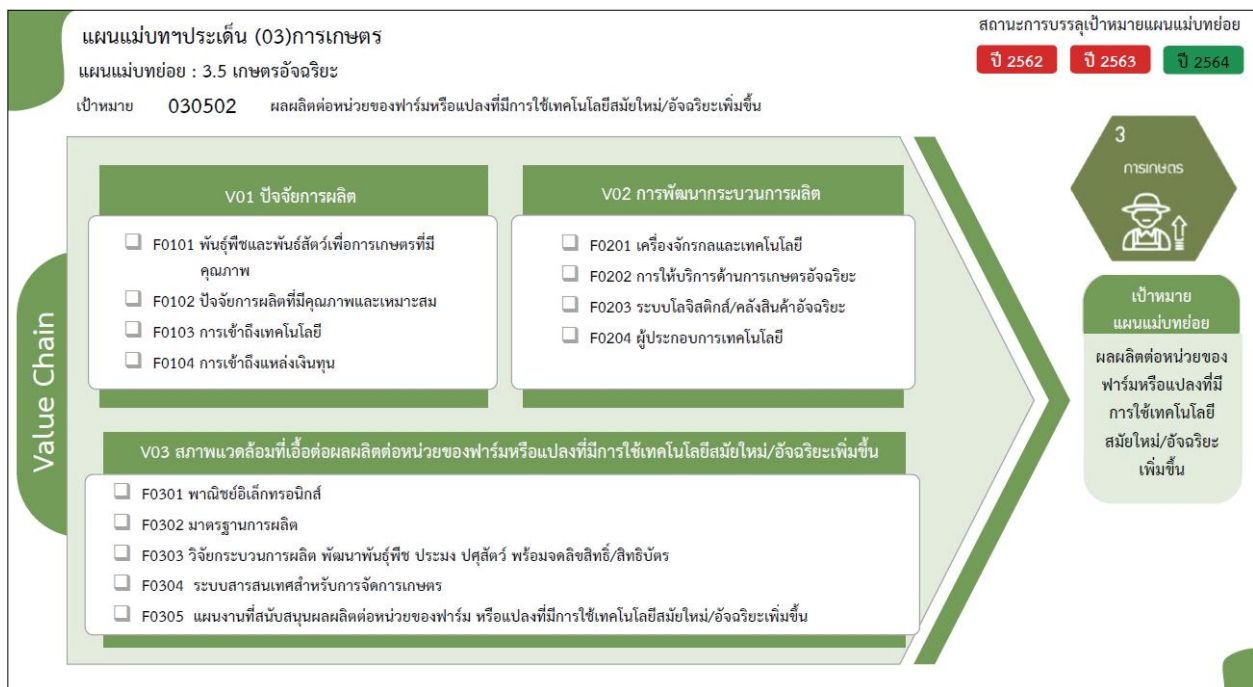 แผนแม่บทฯประเด็น (03)การเกษตร
แผนแม่บทย่อย : 3.5 เกษตรอัจฉริยะ
เป้าหมาย 030502 ผลผลิตต่อหน่วยของฟาร์มหรือแปลงที่มีการใช้เทคโนโลยีสมัยใหม่/อัจฉริยะเพิ่มขึ้น
สถานะการบรรลุเป้าหมายแผนแม่บทย่อย
ปี 2562 ปี 2563 ปี 2564
Value Chain
V01 ปัจจัยการผลิต
F0101 พันธุ์พืชและพันธ์สัตว์เพื่อการเกษตรที่มี
คุณภาพ
F0102 ปัจจัยการผลิตที่มีคุณภาพและเหมาะสม
F0103 การเข้าถึงเทคโนโลยี
F0104 การเข้าถึงแหล่งเงินทุน
V02 การพัฒนากระบวนการผลิต
F0201 เครื่องจักรกลและเทคโนโลยี
F0202 การให้บริการด้านการเกษตรอัจฉริยะ
F0203 ระบบโลจิสติกส์/คลังสินค้าอัจฉริยะ
F0204 ผู้ประกอบการเทคโนโลยี
V03 สภาพแวดล้อมที่เอื้อต่อผลผลิตต่อหน่วยของฟาร์มหรือแปลงที่มีการใช้เทคโนโลยีสมัยใหม่/อัจฉริยะเพิ่มขึ้น
F0301 พาณิชย์อิเล็กทรอนิกส์
F0302 มาตรฐานการผลิต
F0303 วิจัยกระบวนการผลิต พัฒนาพันธุ์พืช ประมง ปศุสัตว์ พร้อมจดลิขสิทธิ์/สิทธิบัตร
F0304 ระบบสารสนเทศสำหรับการจัดการเกษตร
F0305 แผนงานที่สนับสนุนผลผลิตต่อหน่วยของฟาร์ม หรือแปลงที่มีการใช้เทคโนโลยีสมัยใหม่/อัจฉริยะเพิ่มขึ้น
3
การเกษตร
เป้าหมาย
แผนแม่บทย่อย
ผลผลิตต่อหน่วยของ
ฟาร์มหรือแปลงที่มี
การใช้เทคโนโลยี
สมัยใหม่/อัจฉริยะ
เพิ่มขึ้น